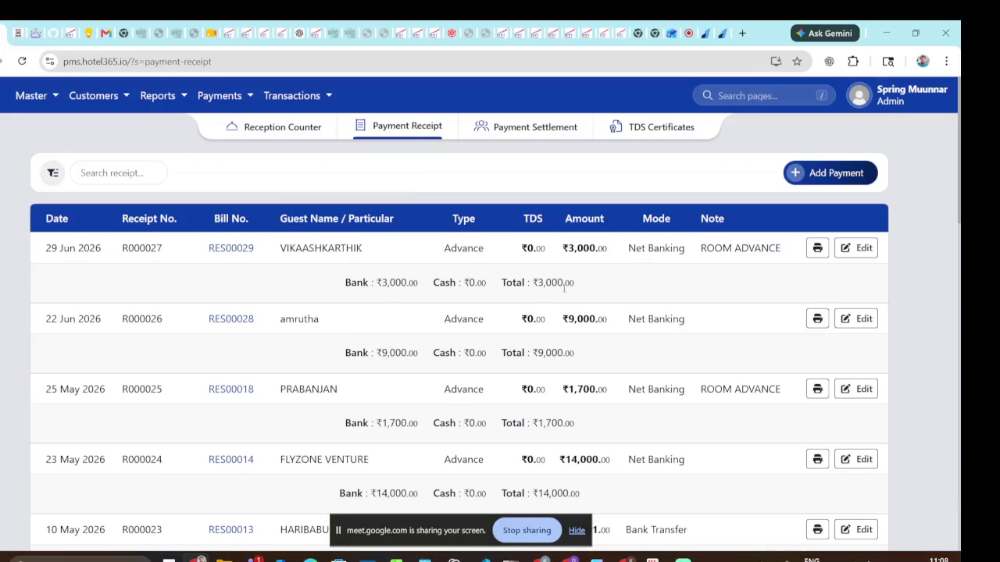 Ask Gemini
pms.hotel365.io/?s=payment-receipt
Master Customers Reports Payments Transactions Search pages... / Spring Muunnar
Admin
Reception Counter Payment Receipt Payment Settlement TDS Certificates
Search receipt... Add Payment
Date Receipt No. Bill No. Guest Name / Particular Type TDS Amount Mode Note
29 Jun 2026 R000027 RES00029 VIKAASHKARTHIK Advance ₹0.00 ₹3,000.00 Net Banking ROOM ADVANCE Edit
Bank : ₹3,000.00 Cash : ₹0.00 Total : ₹3,000.00
22 Jun 2026 R000026 RES00028 amrutha Advance ₹0.00 ₹9,000.00 Net Banking Edit
Bank : ₹9,000.00 Cash : ₹0.00 Total : ₹9,000.00
25 May 2026 R000025 RES00018 PRABANJAN Advance ₹0.00 ₹1,700.00 Net Banking ROOM ADVANCE Edit
Bank : ₹1,700.00 Cash : ₹0.00 Total : ₹1,700.00
23 May 2026 R000024 RES00014 FLYZONE VENTURE Advance ₹0.00 ₹14,000.00 Net Banking Edit
Bank : ₹14,000.00 Cash : ₹0.00 Total : ₹14,000.00
10 May 2026 R000023 RES00013 HARIBABU 1.00 Bank Transfer Edit
meet.google.com is sharing your screen. Stop sharing Hide
ENG 11:08